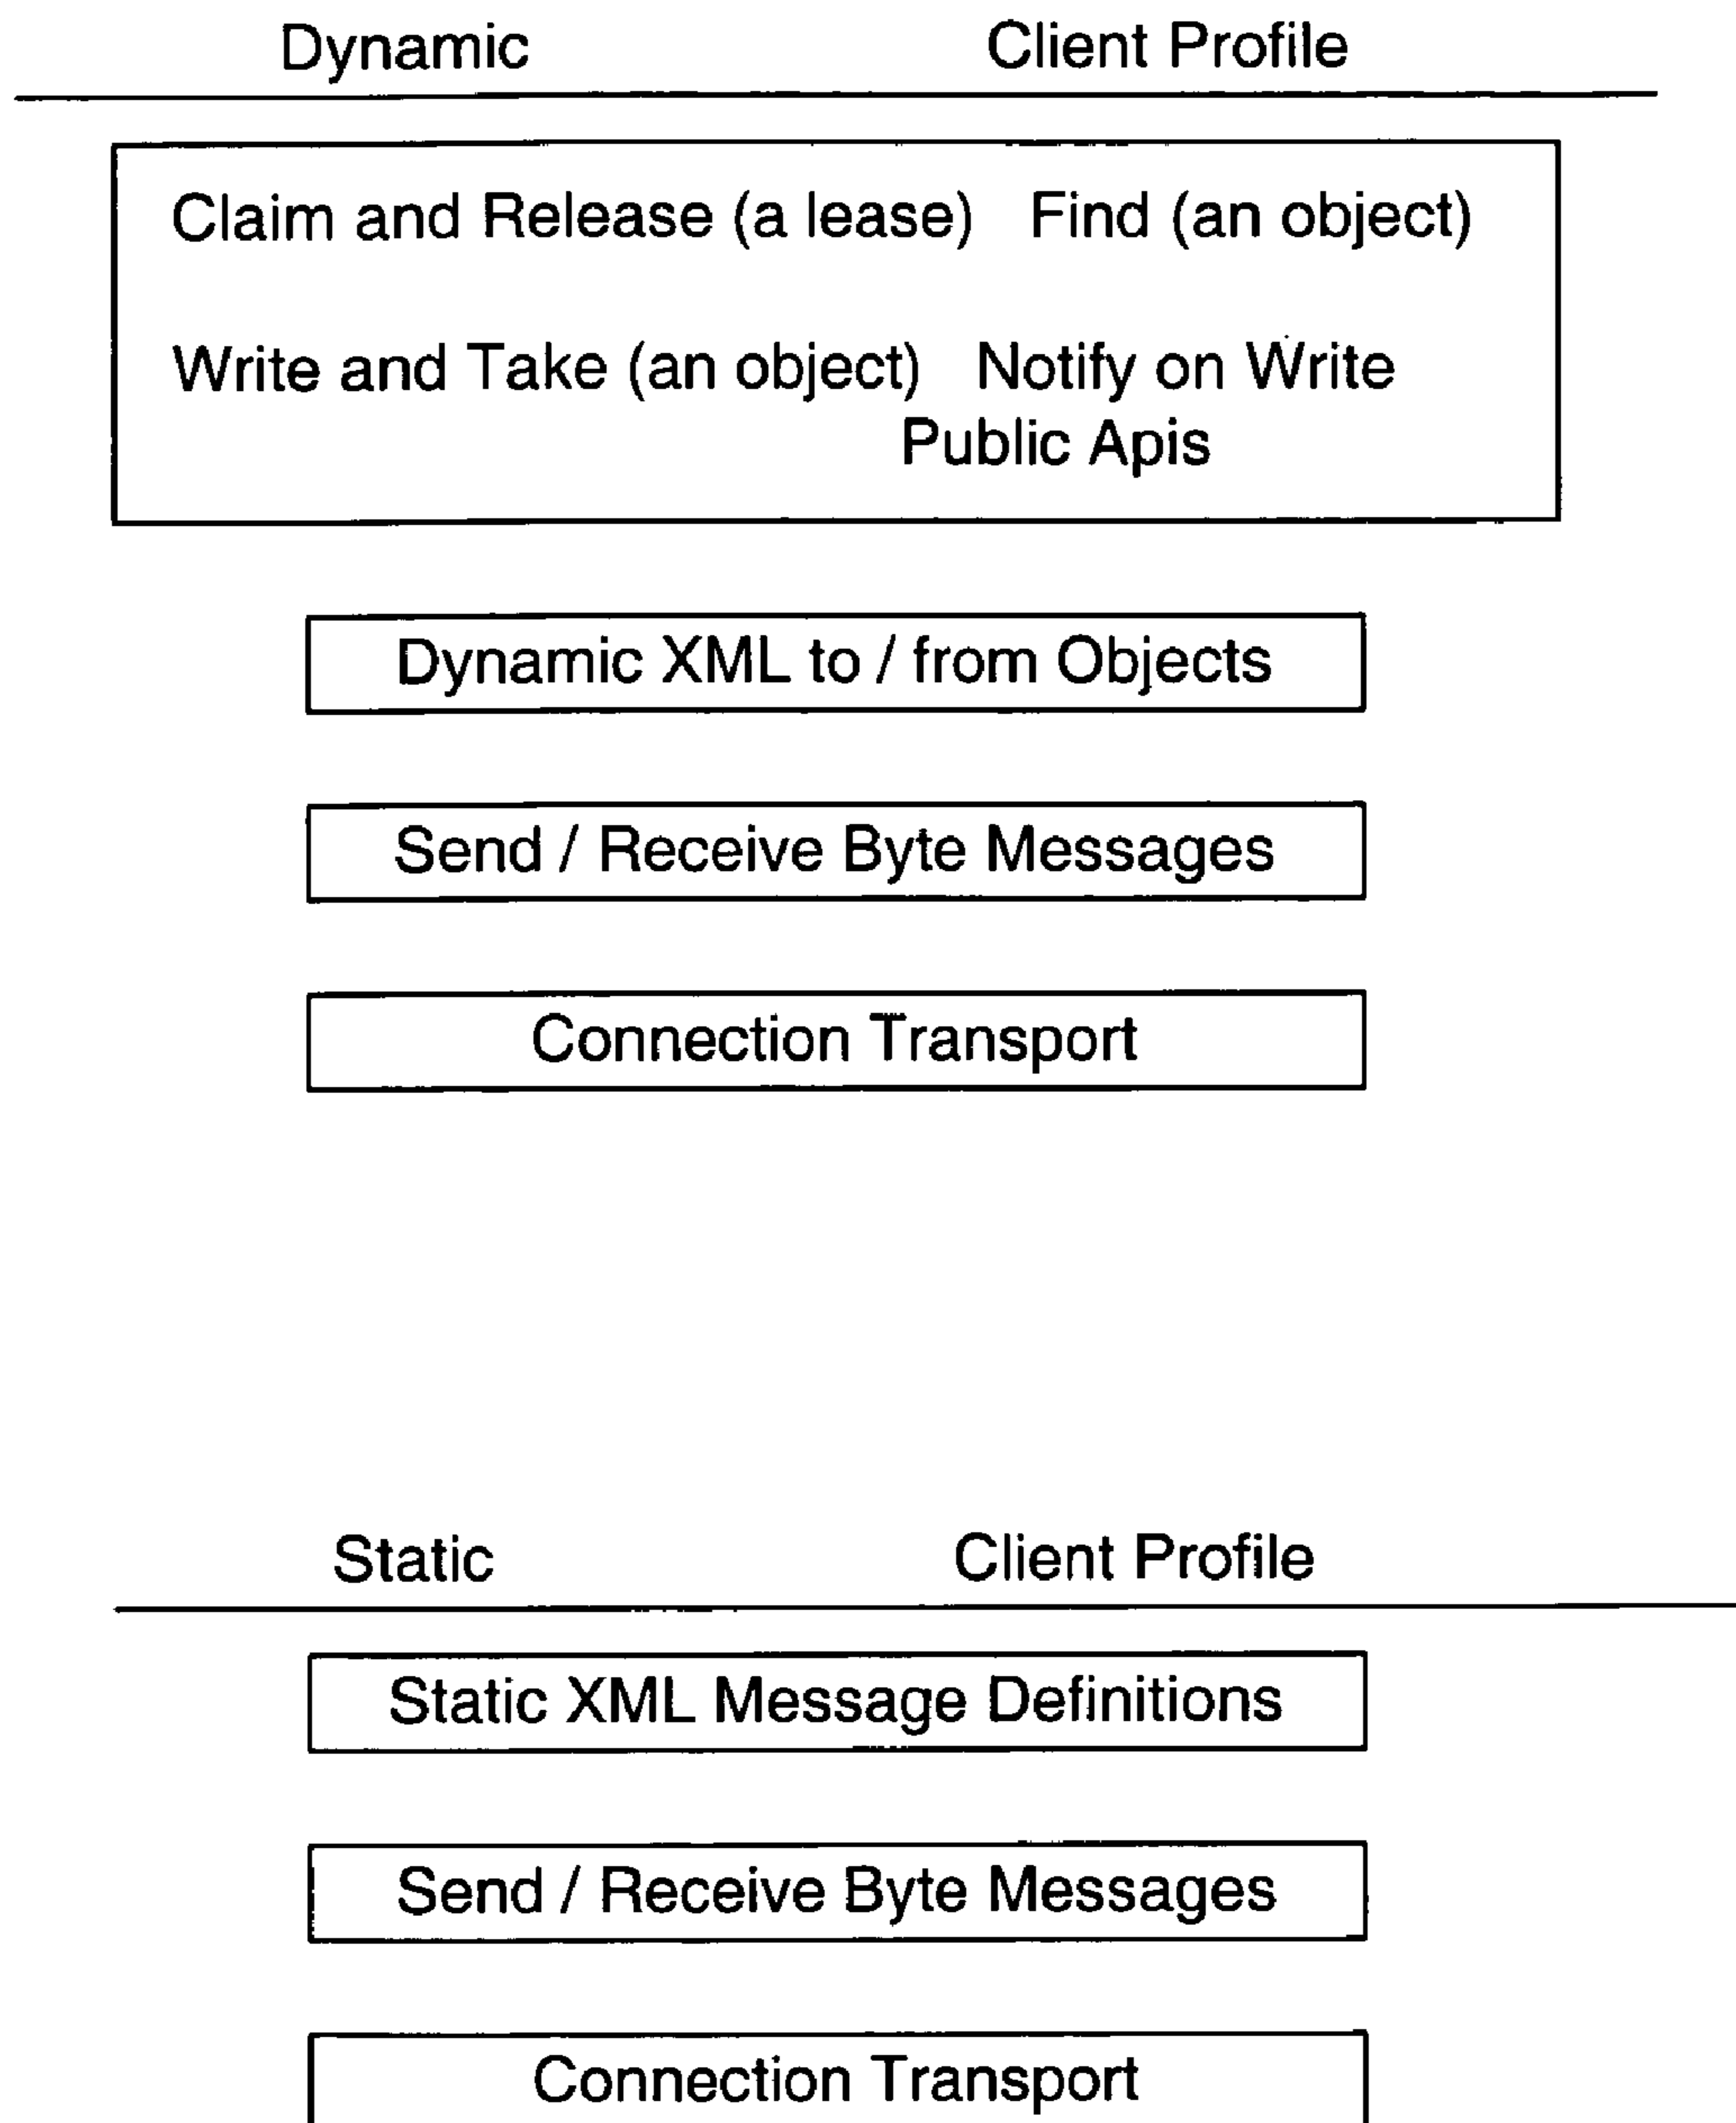 Dynamic Client Profile
Claim and Release (a lease) Find (an object)
Write and Take (an object) Notify on Write
Public Apis
Dynamic XML to / from Objects
Send / Receive Byte Messages
Connection Transport
Static Client Profile
Static XML Message Definitions
Send / Receive Byte Messages
Connection Transport